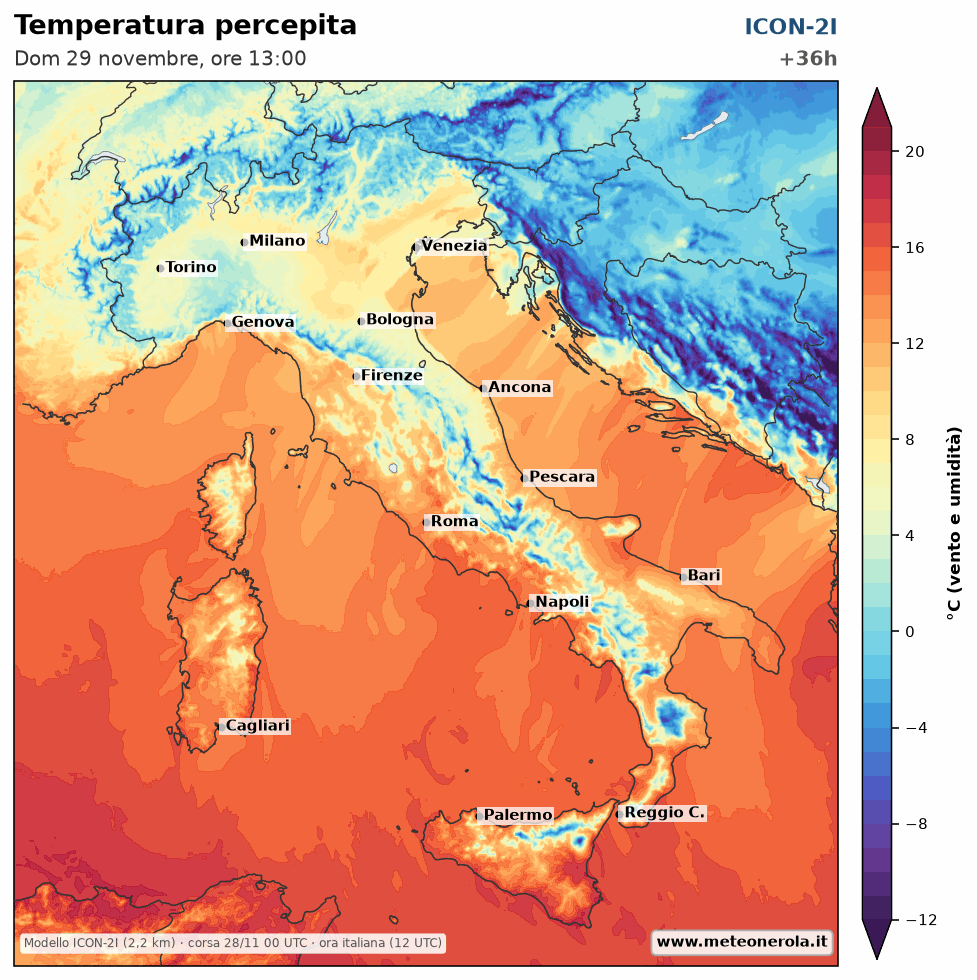 Temperatura percepita
ICON-2I
Dom 29 novembre, ore 13:00
+36h
Milano
Venezia
Torino
Genova
Bologna
Firenze
Ancona
Pescara
Roma
Bari
Napoli
Cagliari
Palermo
Reggio C.
20
16
12
8
4
0
−4
−8
−12
°C (vento e umidità)
Modello ICON-2I (2,2 km) · corsa 28/11 00 UTC · ora italiana (12 UTC)
www.meteonerola.it